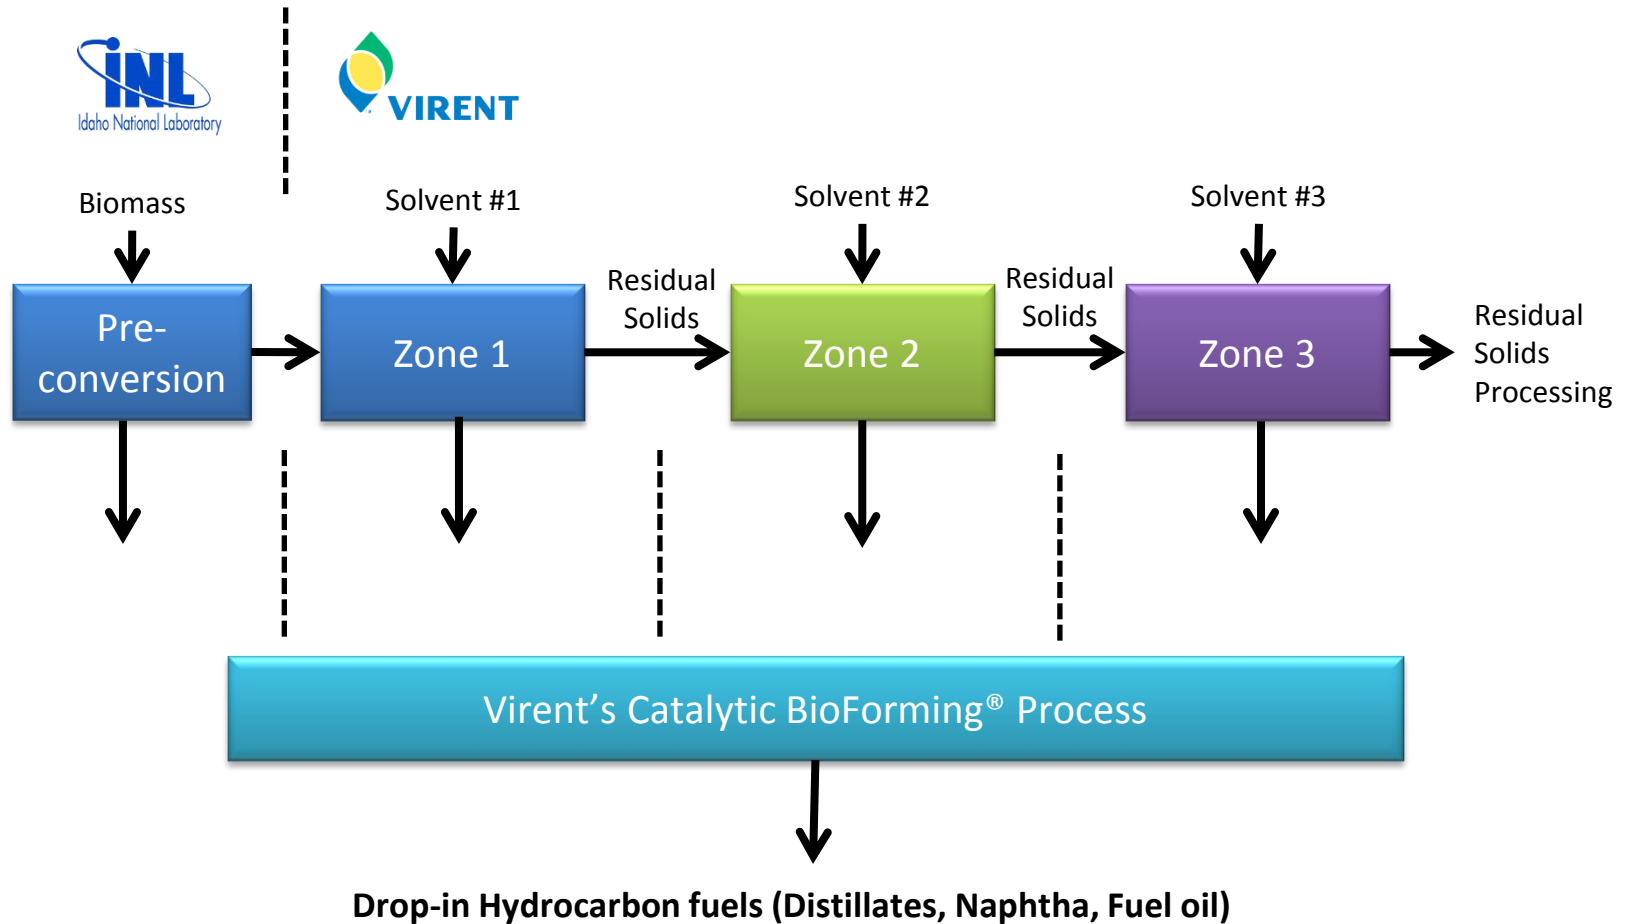 INL
Idaho National Laboratory
VIRENT
Biomass
Solvent #1
Solvent #2
Solvent #3
Pre-
conversion
Zone 1
Residual
Solids
Zone 2
Residual
Solids
Zone 3
Residual
Solids
Processing
Virent’s Catalytic BioForming® Process
Drop-in Hydrocarbon fuels (Distillates, Naphtha, Fuel oil)